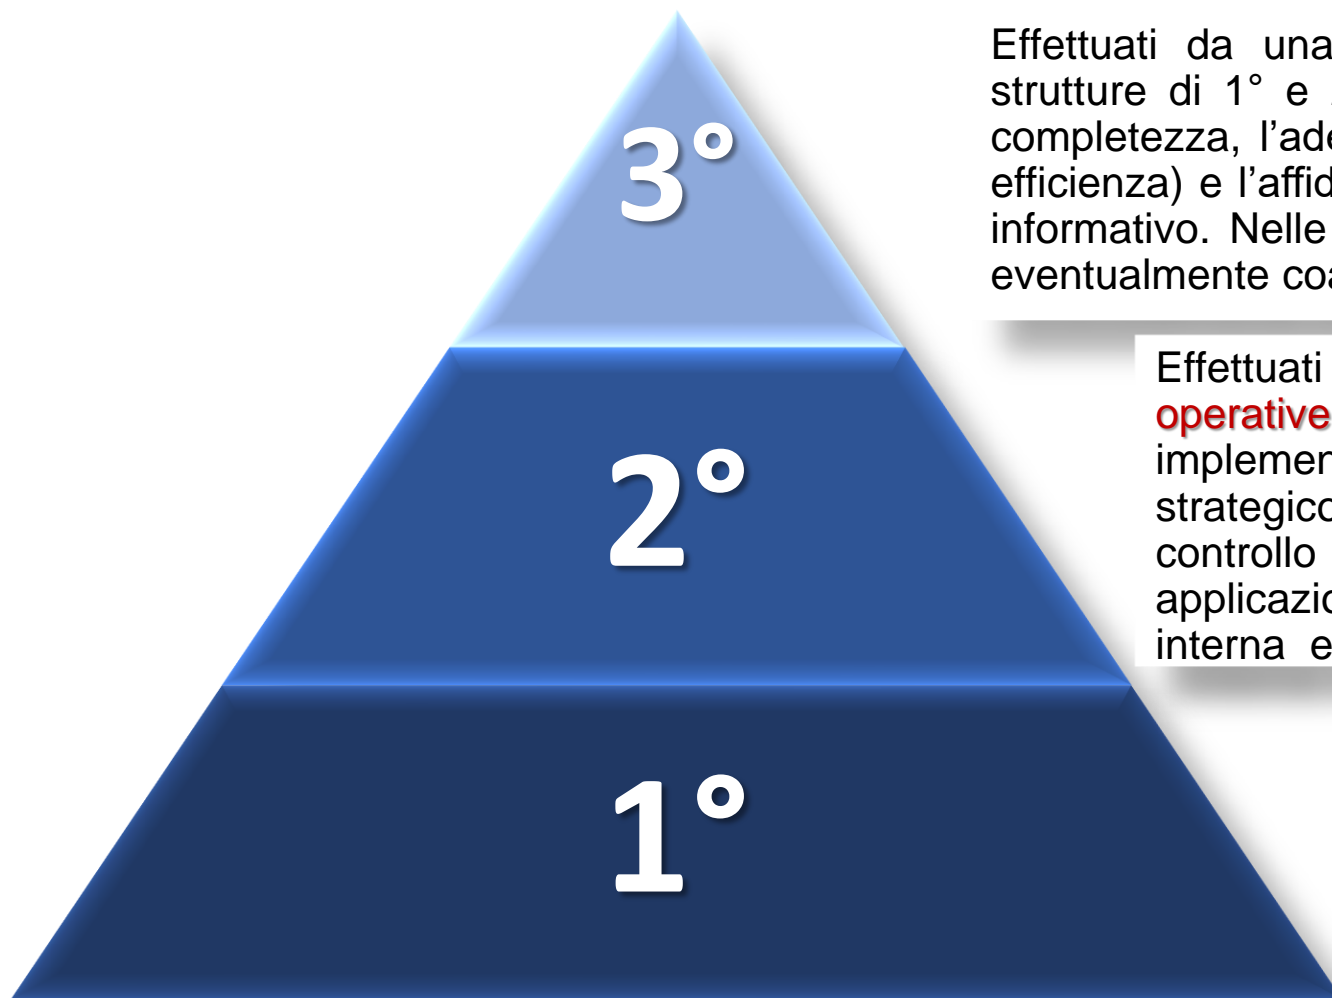 3°
Effettuati da una
strutture di 1° e
completezza, l’ad
efficienza) e l’affid
informativo. Nelle
eventualmente coa
2°
Effettuati
operative
implemen
strategico
controllo
applicazio
interna e
1°